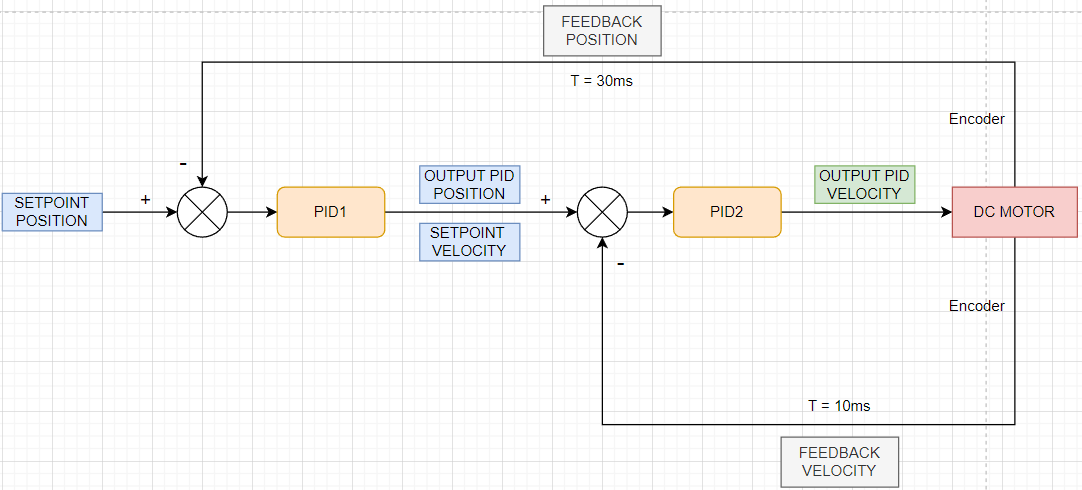 FEEDBACK
POSITION
T = 30ms
Encoder
-
SETPOINT
POSITION
+
PID1
OUTPUT PID
POSITION
SETPOINT
VELOCITY
+
-
PID2
OUTPUT PID
VELOCITY
DC MOTOR
Encoder
T = 10ms
FEEDBACK
VELOCITY